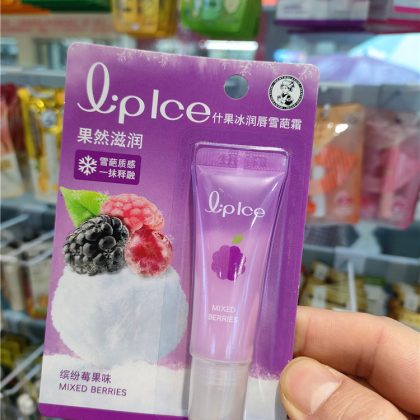 LipIce
什果冰润唇雪葩霜
果然滋润
雪葩质感
一抹释融
LipIce
MIXED
BERRIES
缤纷莓果味
MIXED BERRIES